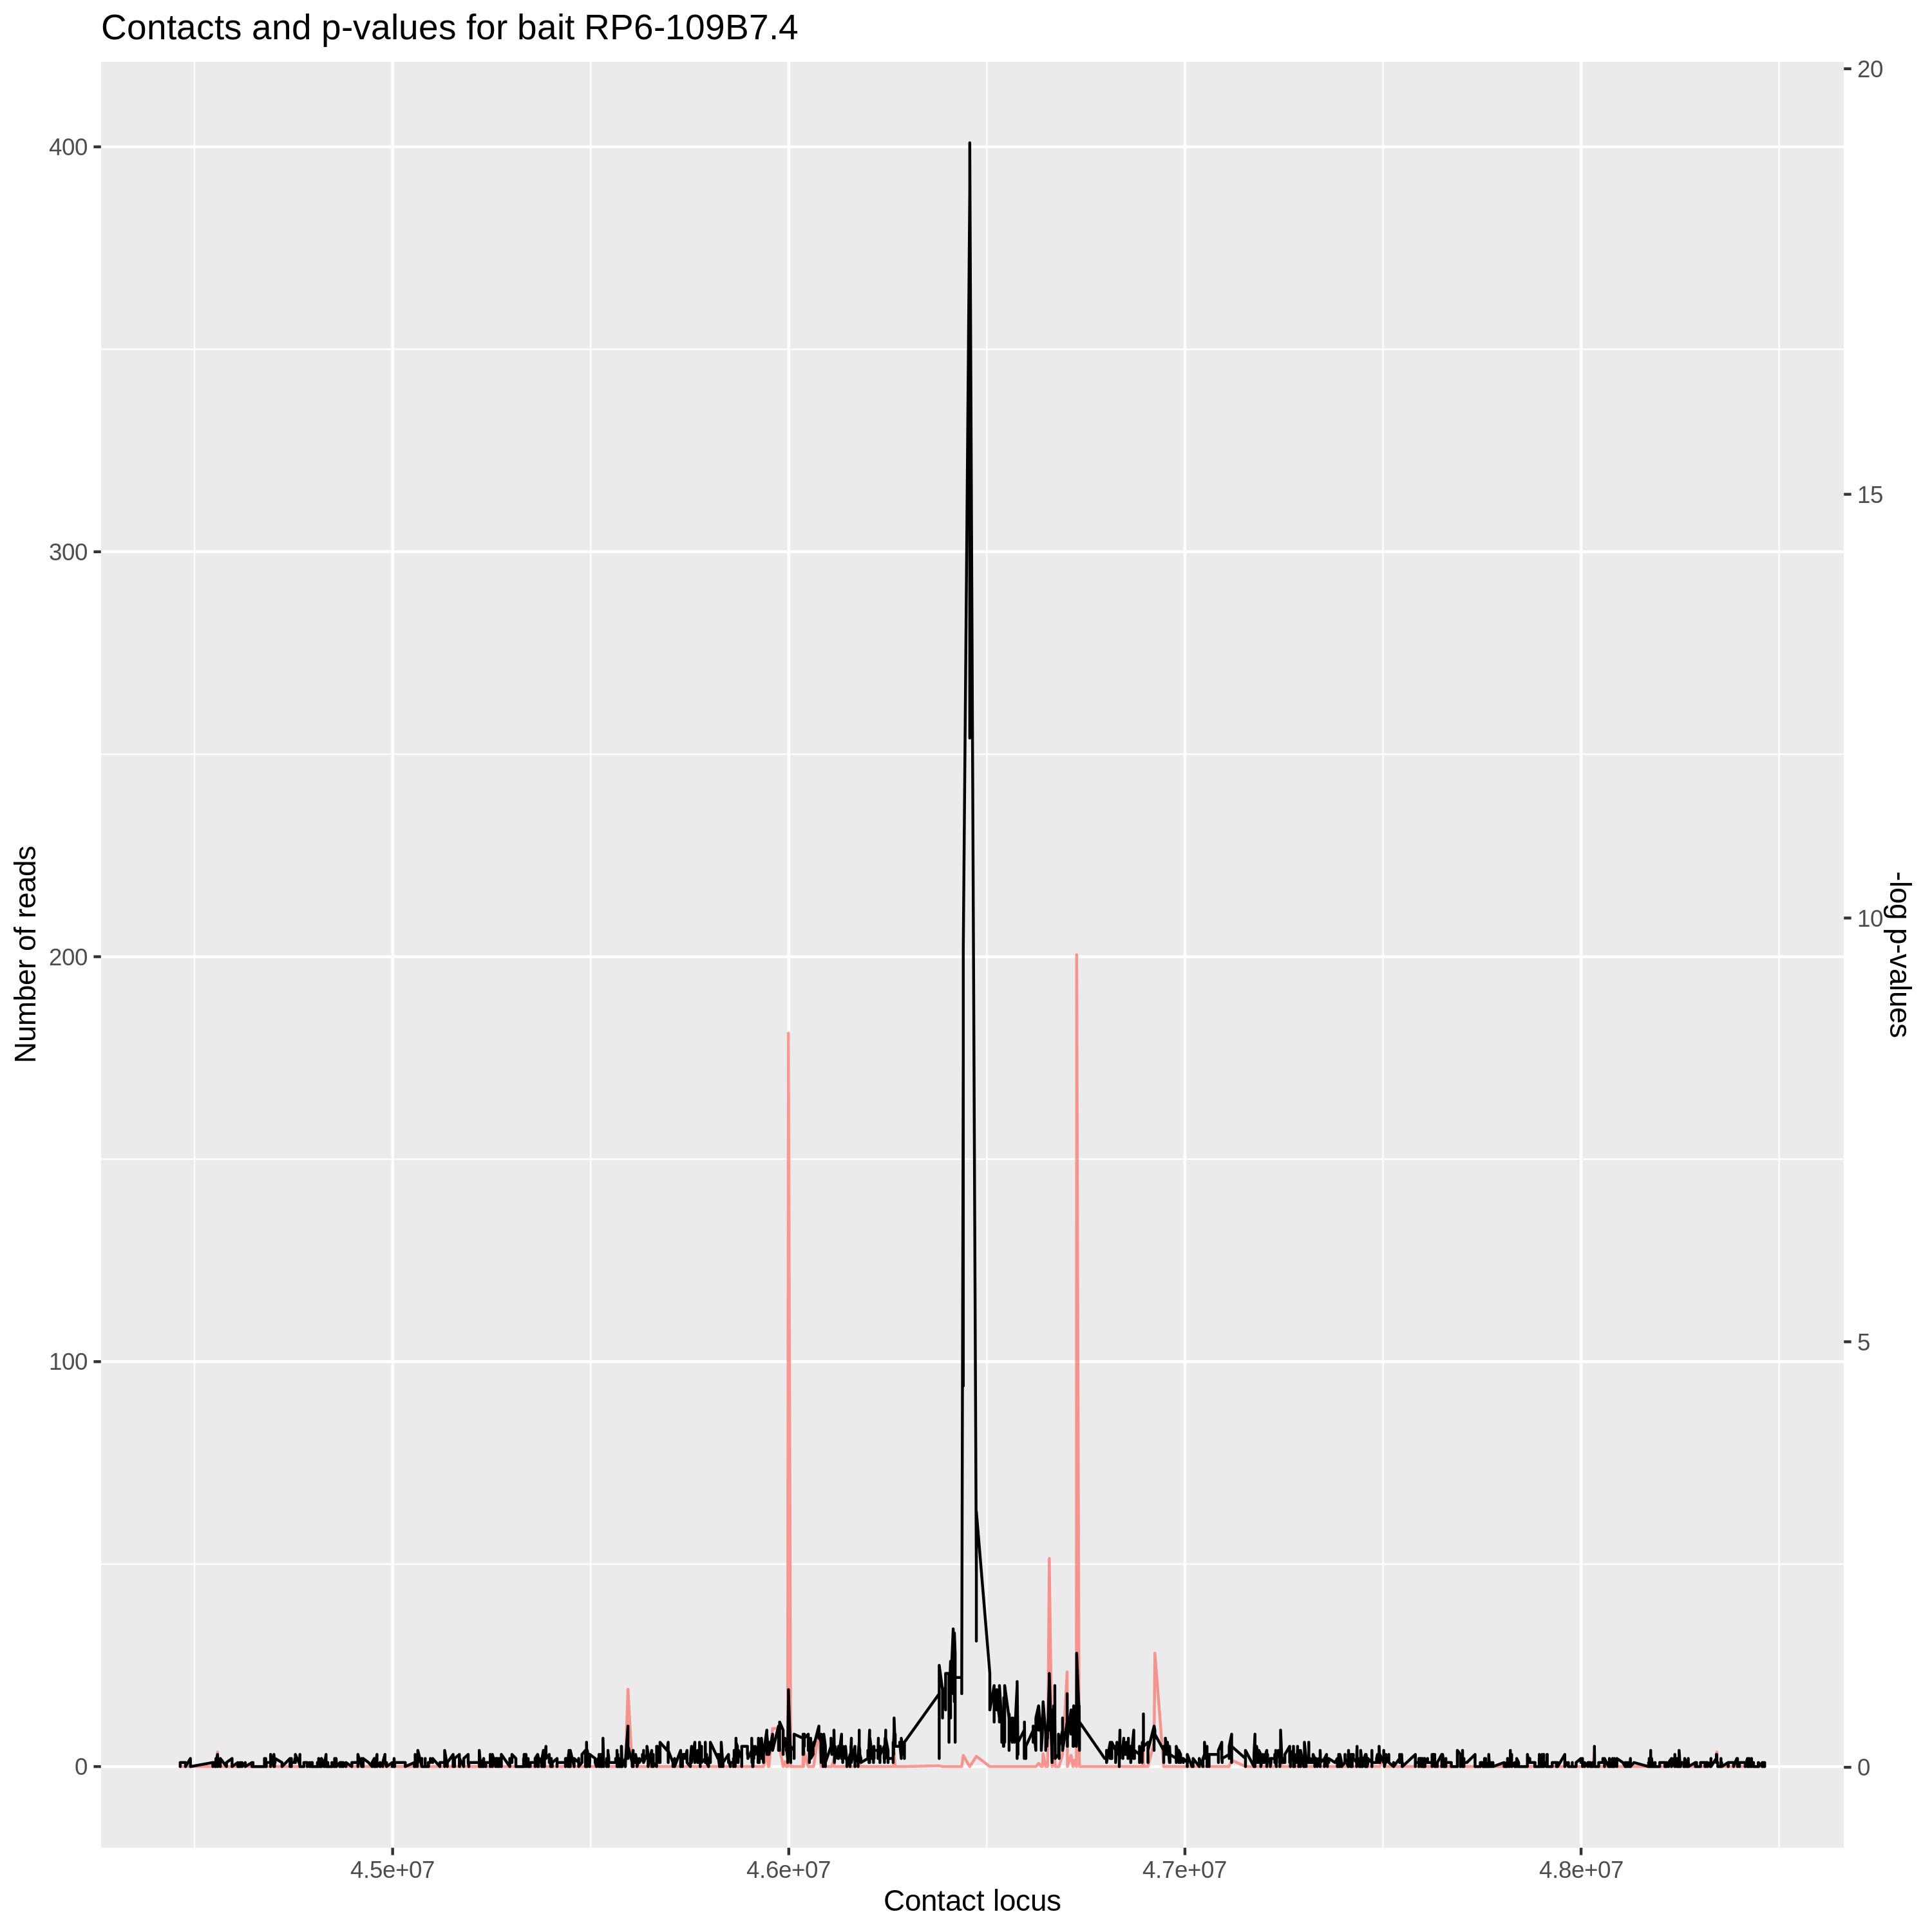 Contacts and p-values for bait RP6-109B7.4
400
300
200
100
0
Number of reads
20
15
10
5
0
-log p-values
4.5e+07
4.6e+07
4.7e+07
4.8e+07
Contact locus